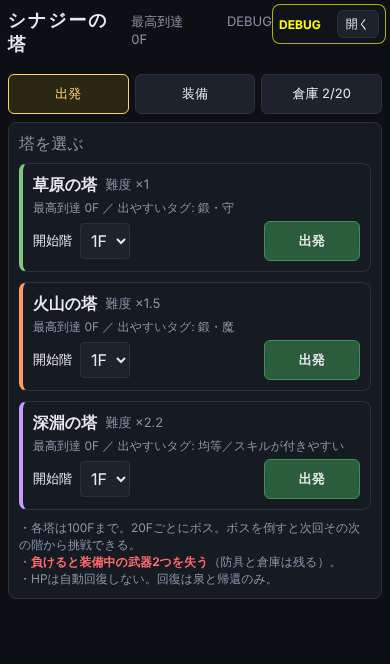 シナジーの
塔
最高到達
0F
DEBUG
DEBUG 開く
出発 装備 倉庫 2/20
塔を選ぶ
草原の塔 難度 ×1
最高到達 0F ／ 出やすいタグ: 鍛・守
開始階 1F 出発
火山の塔 難度 ×1.5
最高到達 0F ／ 出やすいタグ: 鍛・魔
開始階 1F 出発
深淵の塔 難度 ×2.2
最高到達 0F ／ 出やすいタグ: 均等／スキルが付きやすい
開始階 1F 出発
・各塔は100Fまで。20Fごとにボス。ボスを倒すと次回その次
の階から挑戦できる。
・負けると装備中の武器2つを失う（防具と倉庫は残る）。
・HPは自動回復しない。回復は泉と帰還のみ。